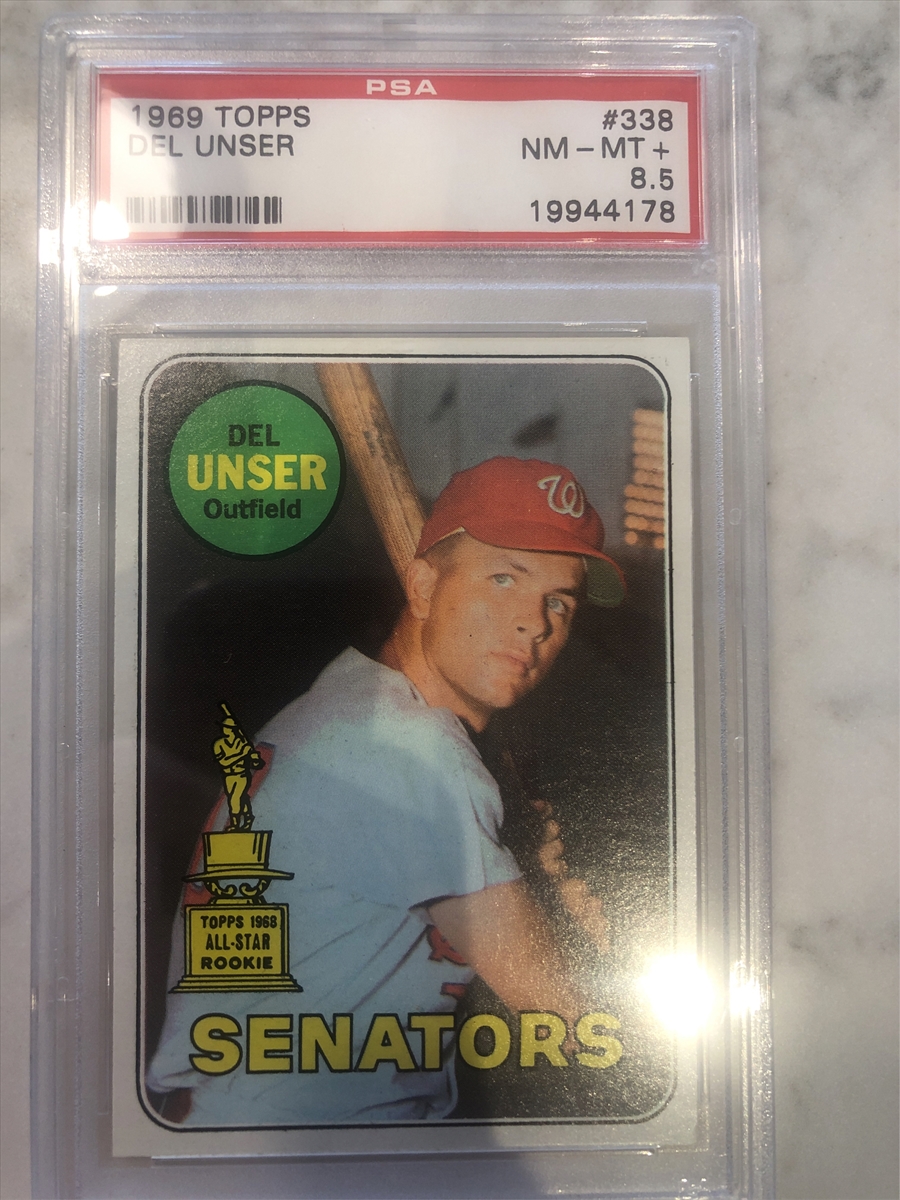 PSA
1969 TOPPS #338
DEL UNSER NM-MT+
8.5
19944178
DEL
UNSER
Outfield
W
TOPPS 1968
ALL-STAR
ROOKIE
SENATORS